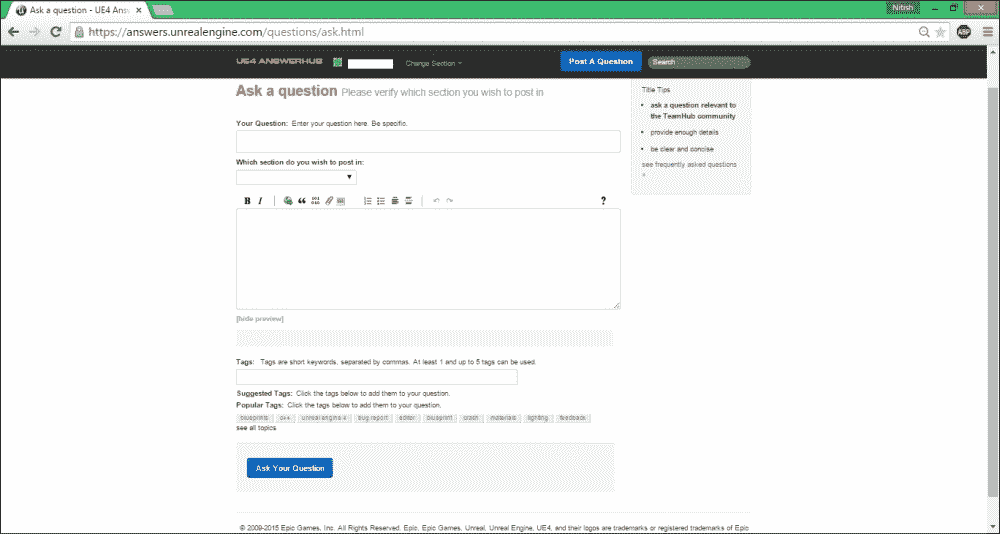 Ask a question - UE4 Answ
Nitish
https://answers.unrealengine.com/questions/ask.html
ABP
UE4 ANSWERHUB
Change Section
Post A Question
Search
Ask a question Please verify which section you wish to post in
Your Question: Enter your question here. Be specific.
Which section do you wish to post in:
B I
101 010
?
[hide preview]
Tags: Tags are short keywords, separated by commas. At least 1 and up to 5 tags can be used.
Suggested Tags: Click the tags below to add them to your question.
Popular Tags: Click the tags below to add them to your question.
blueprints c++ unreal engine 4 bug report editor blueprint crash materials lighting feedback
see all topics
Ask Your Question
Title Tips
• ask a question relevant to
the TeamHub community
• provide enough details
• be clear and concise
see frequently asked questions
»
© 2009-2015 Epic Games, Inc. All Rights Reserved. Epic, Epic Games, Unreal, Unreal Engine, UE4, and their logos are trademarks or registered trademarks of Epic